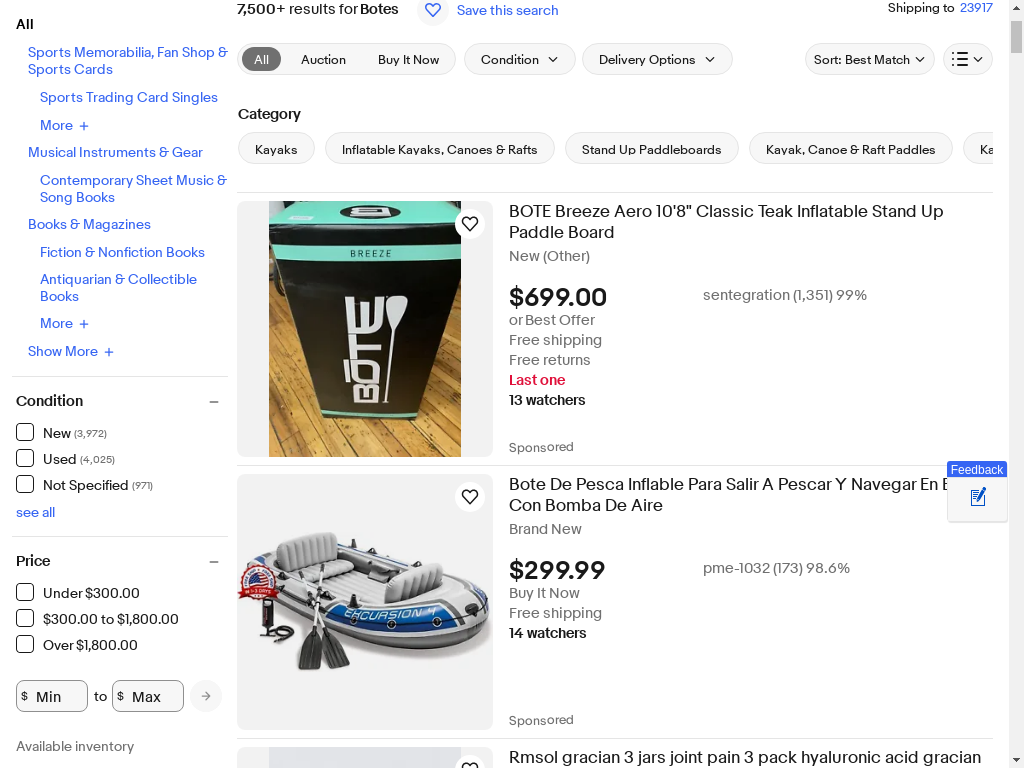 7,500+ results for Botes
Save this search
Shipping to 23917
All
Sports Memorabilia, Fan Shop &
Sports Cards
Sports Trading Card Singles
More +
Musical Instruments & Gear
Contemporary Sheet Music &
Song Books
Books & Magazines
Fiction & Nonfiction Books
Antiquarian & Collectible
Books
More +
Show More +
Condition
New (3,972)
Used (4,025)
Not Specified (971)
see all
Price
Under $300.00
$300.00 to $1,800.00
Over $1,800.00
$ Min to $ Max
Available inventory
All Auction Buy It Now Condition Delivery Options Sort: Best Match
Category
Kayaks Inflatable Kayaks, Canoes & Rafts Stand Up Paddleboards Kayak, Canoe & Raft Paddles Ka
BREEZE
BOTE
BOTE Breeze Aero 10'8" Classic Teak Inflatable Stand Up
Paddle Board
New (Other)
$699.00
sentegration (1,351) 99%
or Best Offer
Free shipping
Free returns
Last one
13 watchers
Sponsored
Feedback
EXCURSION 4
Bote De Pesca Inflable Para Salir A Pescar Y Navegar En
Con Bomba De Aire
Brand New
$299.99
pme-1032 (173) 98.6%
Buy It Now
Free shipping
14 watchers
Sponsored
Rmsol gracian 3 jars joint pain 3 pack hyaluronic acid gracian